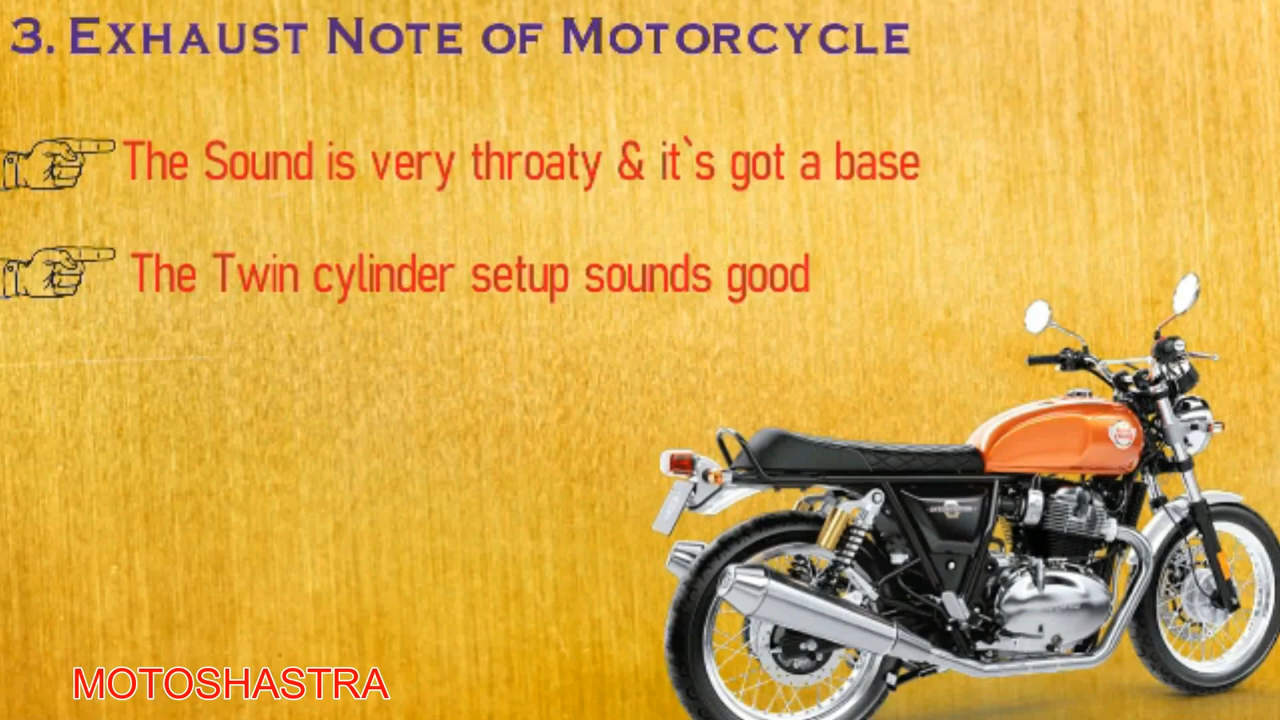 3. Exhaust Note of Motorcycle
The Sound is very throaty & it`s got a base
The Twin cylinder setup sounds good
MOTOSHASTRA